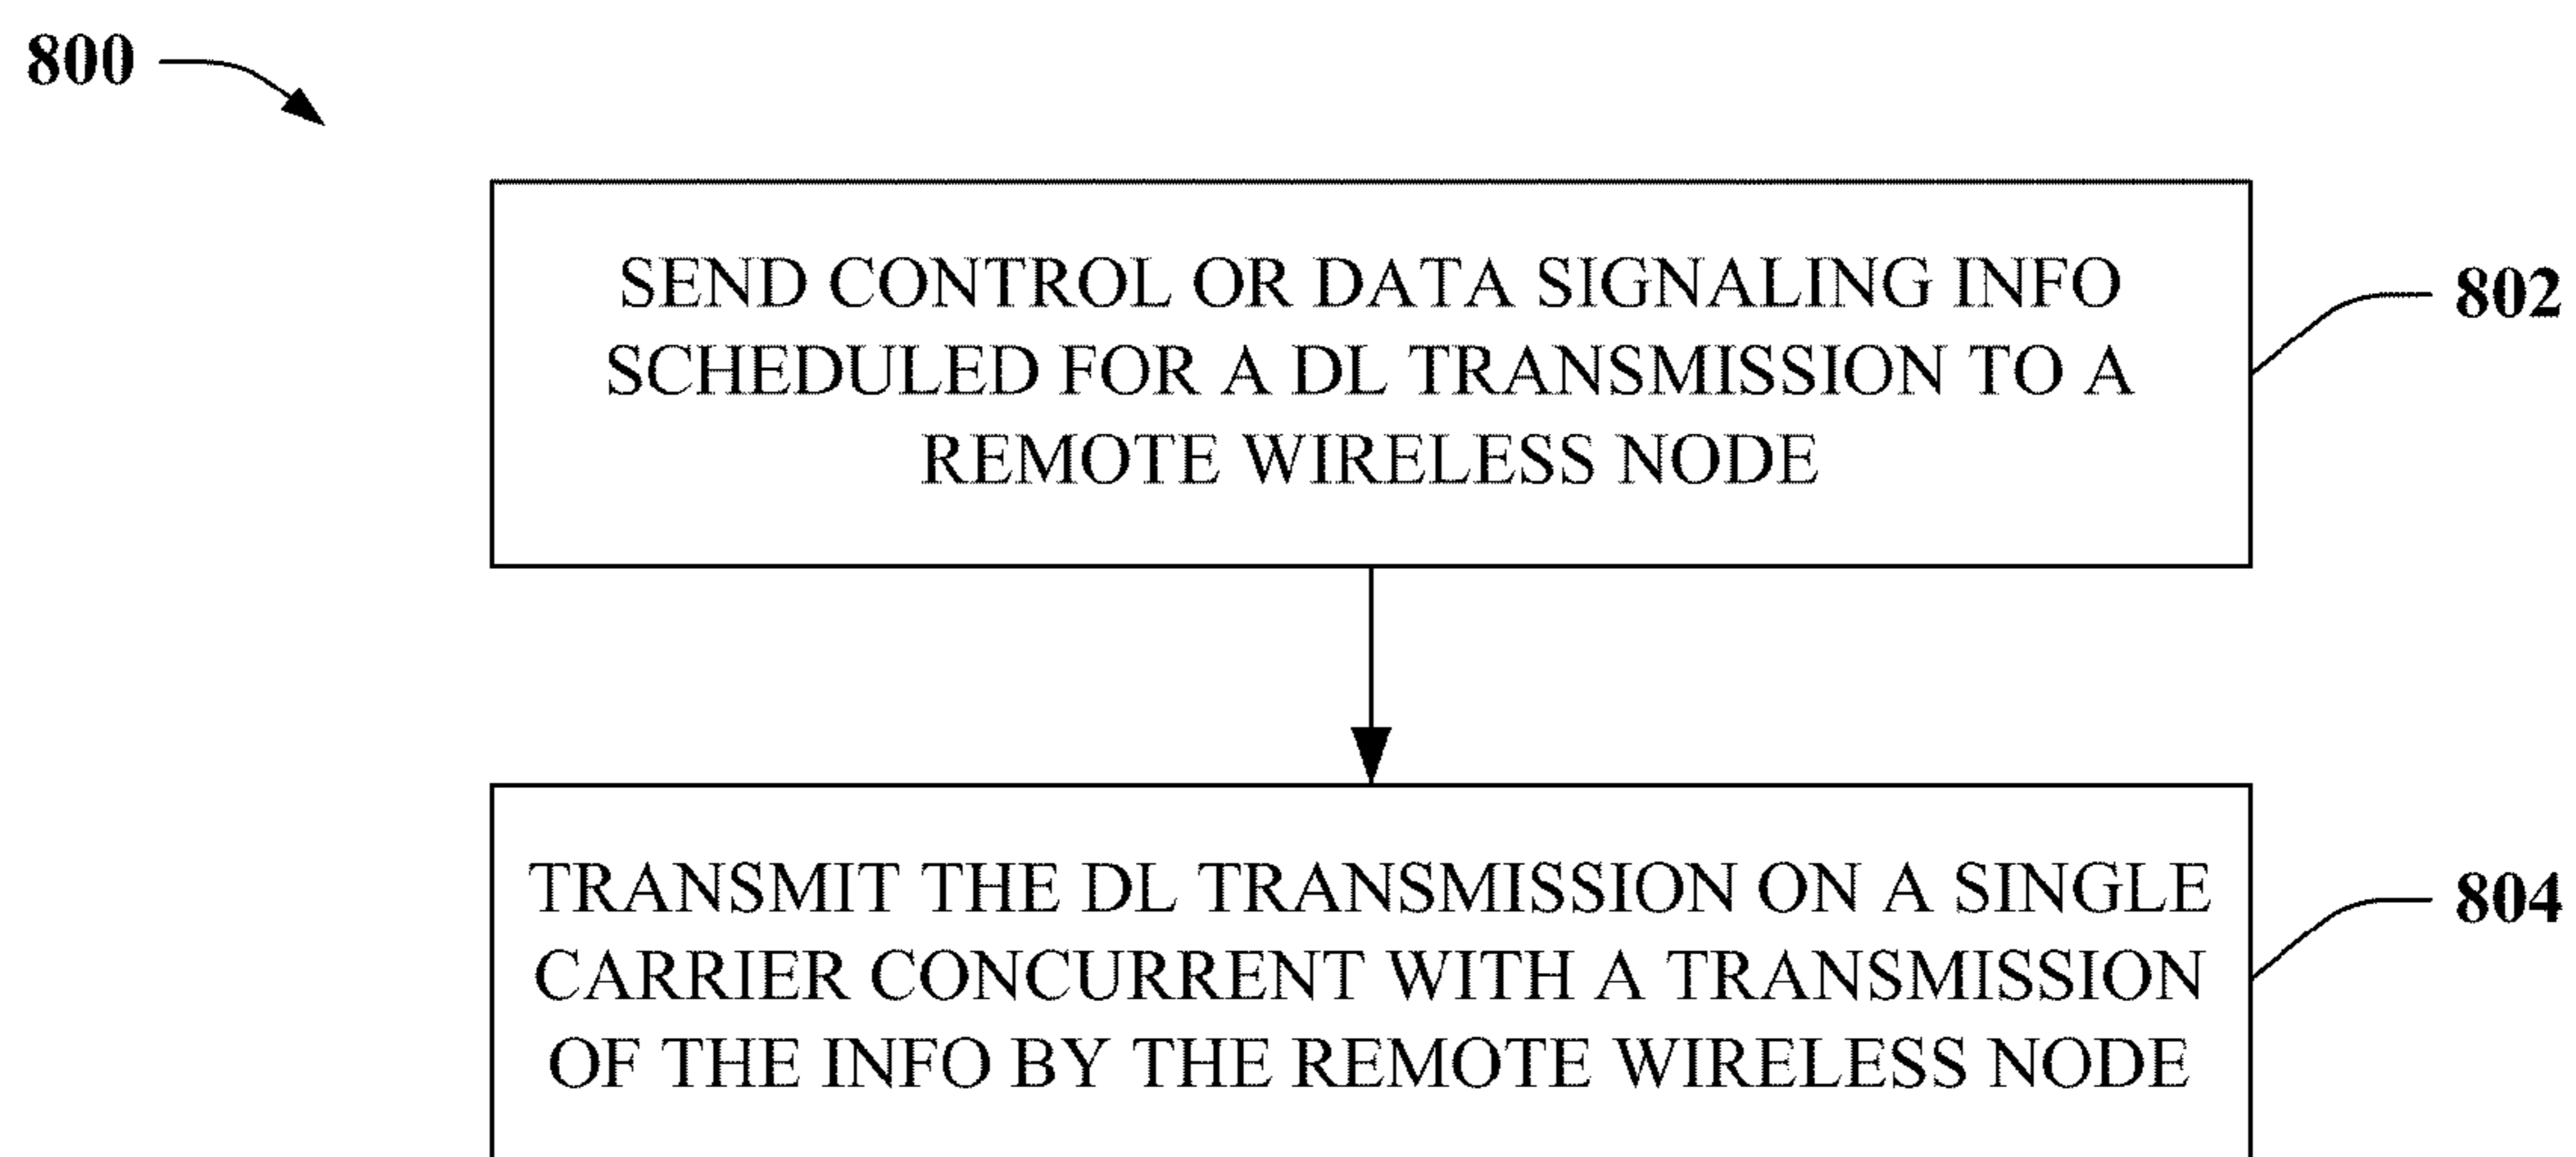 800
SEND CONTROL OR DATA SIGNALING INFO
SCHEDULED FOR A DL TRANSMISSION TO A
REMOTE WIRELESS NODE
802
TRANSMIT THE DL TRANSMISSION ON A SINGLE
CARRIER CONCURRENT WITH A TRANSMISSION
OF THE INFO BY THE REMOTE WIRELESS NODE
804